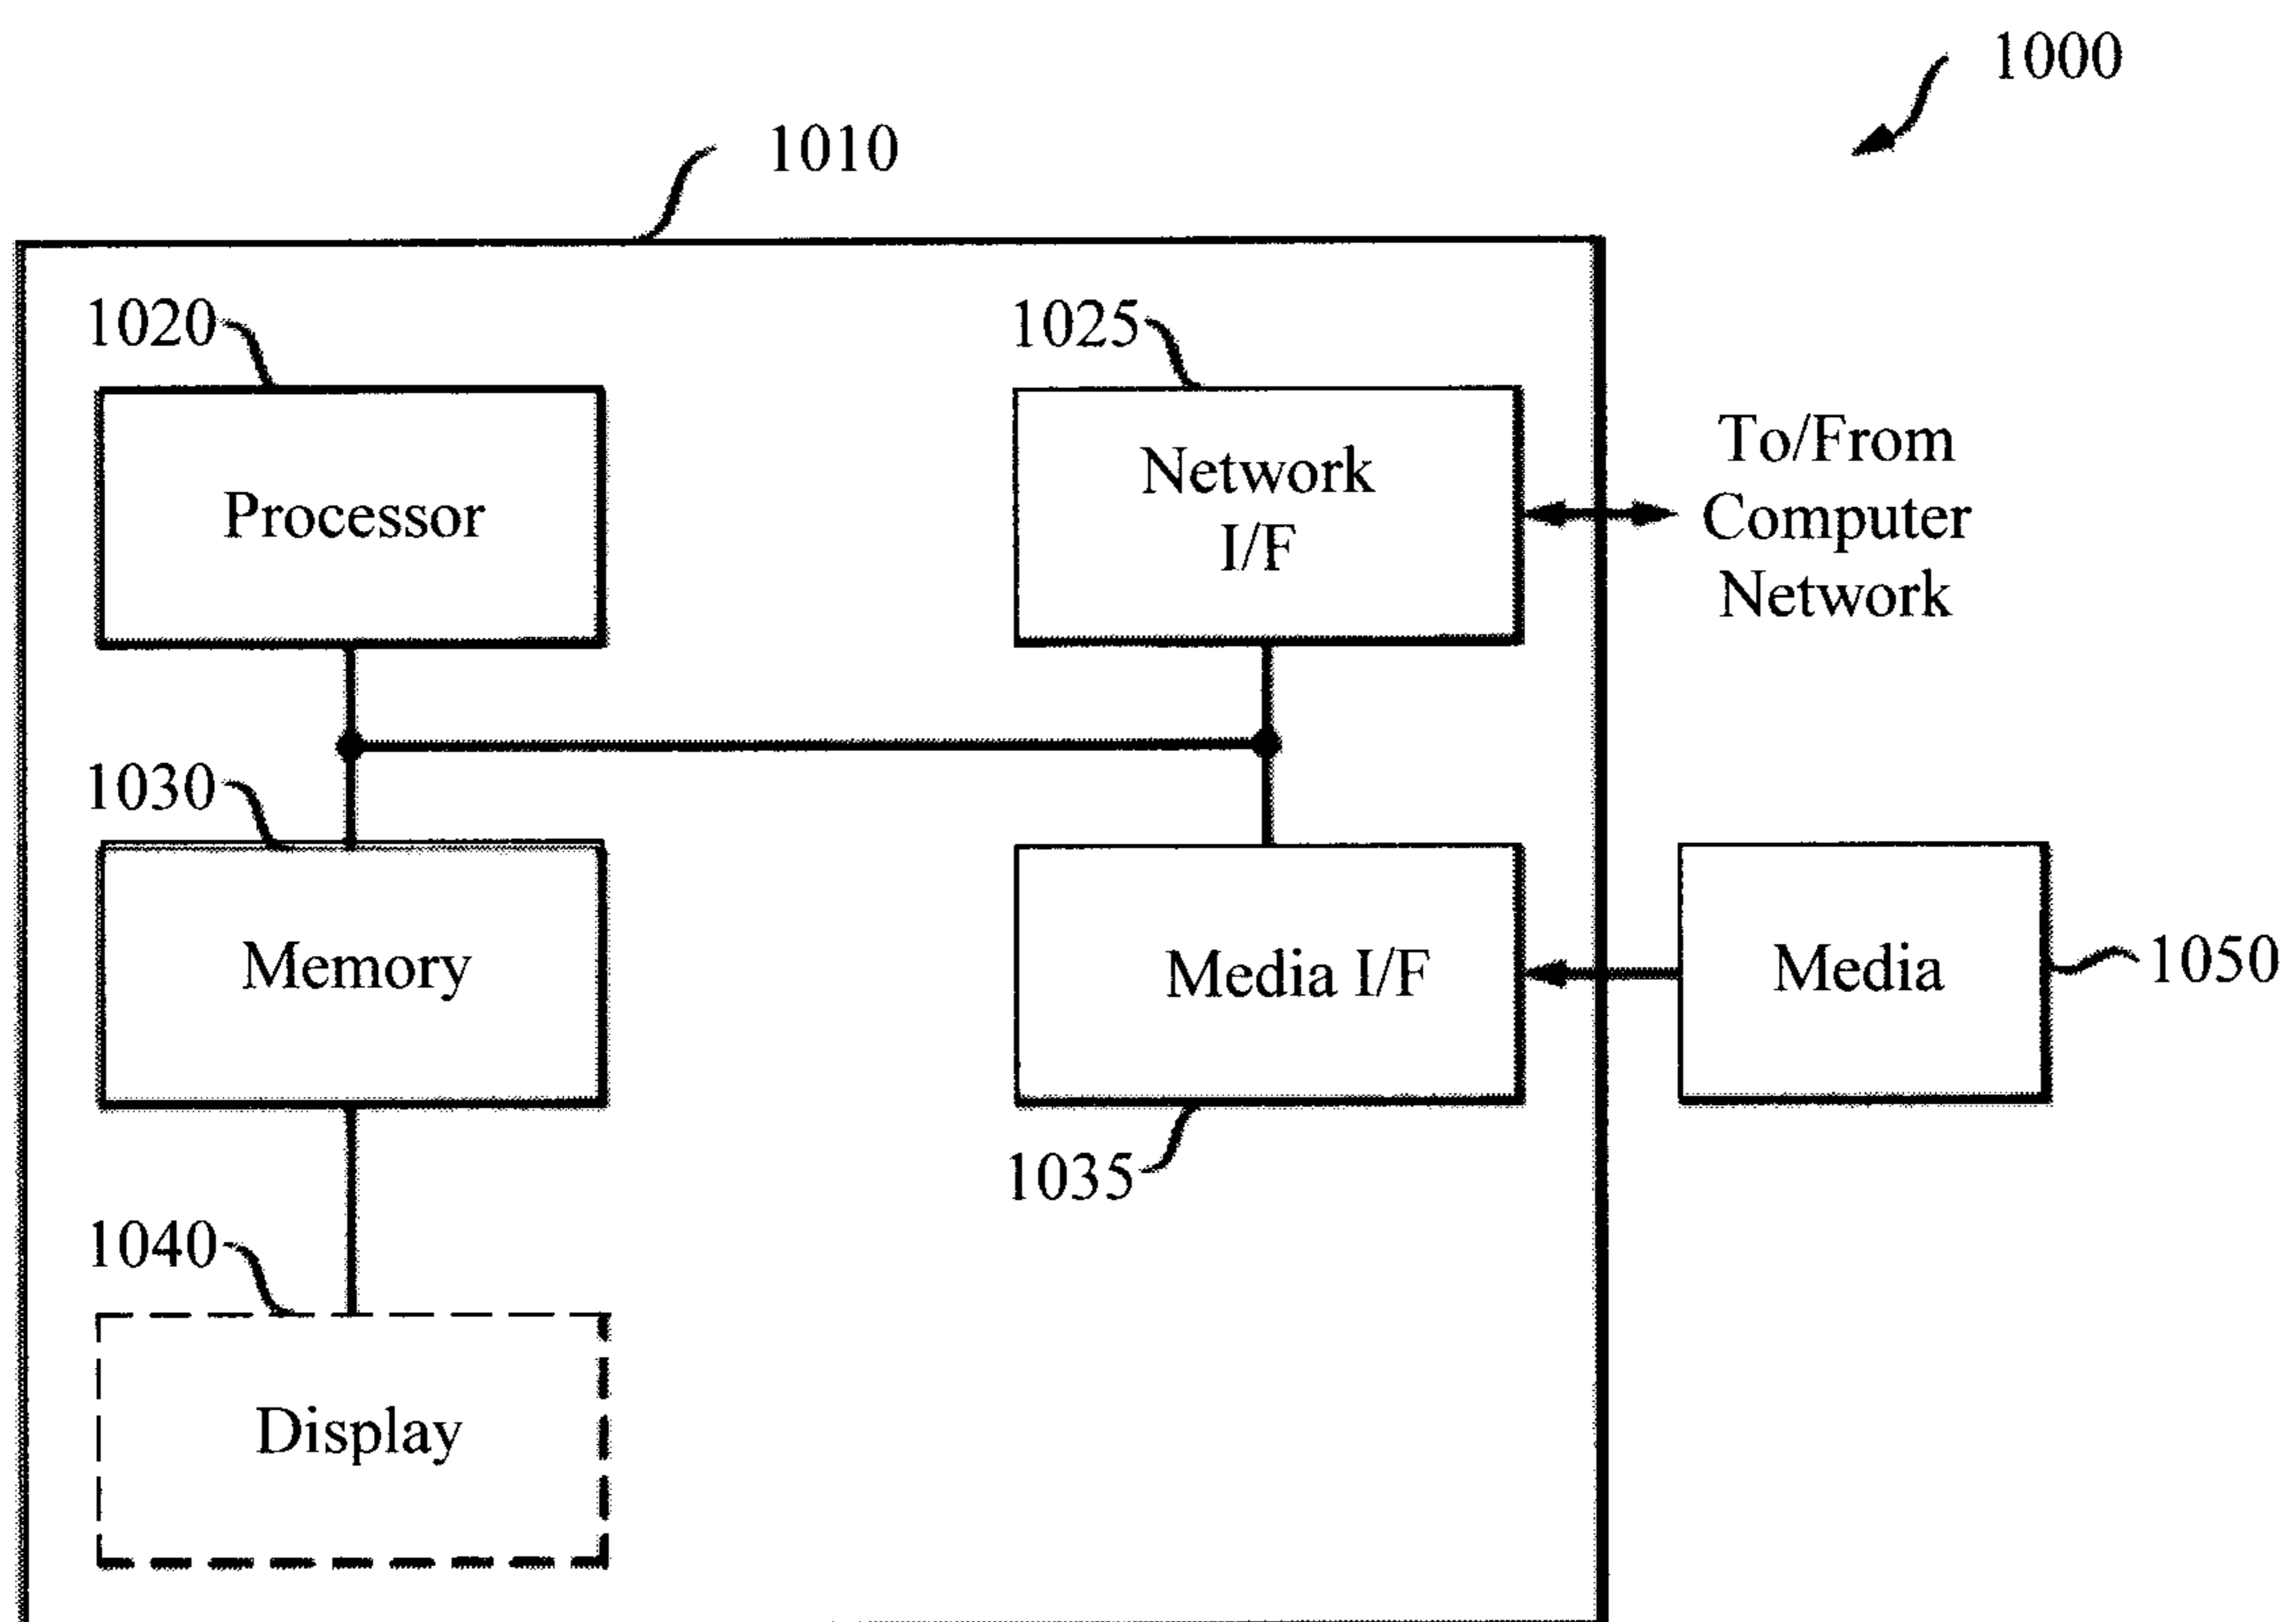 1000
1010
1020
1025
Processor
Network
I/F
To/From
Computer
Network
1030
Memory
Media I/F
Media
1050
1035
1040
Display